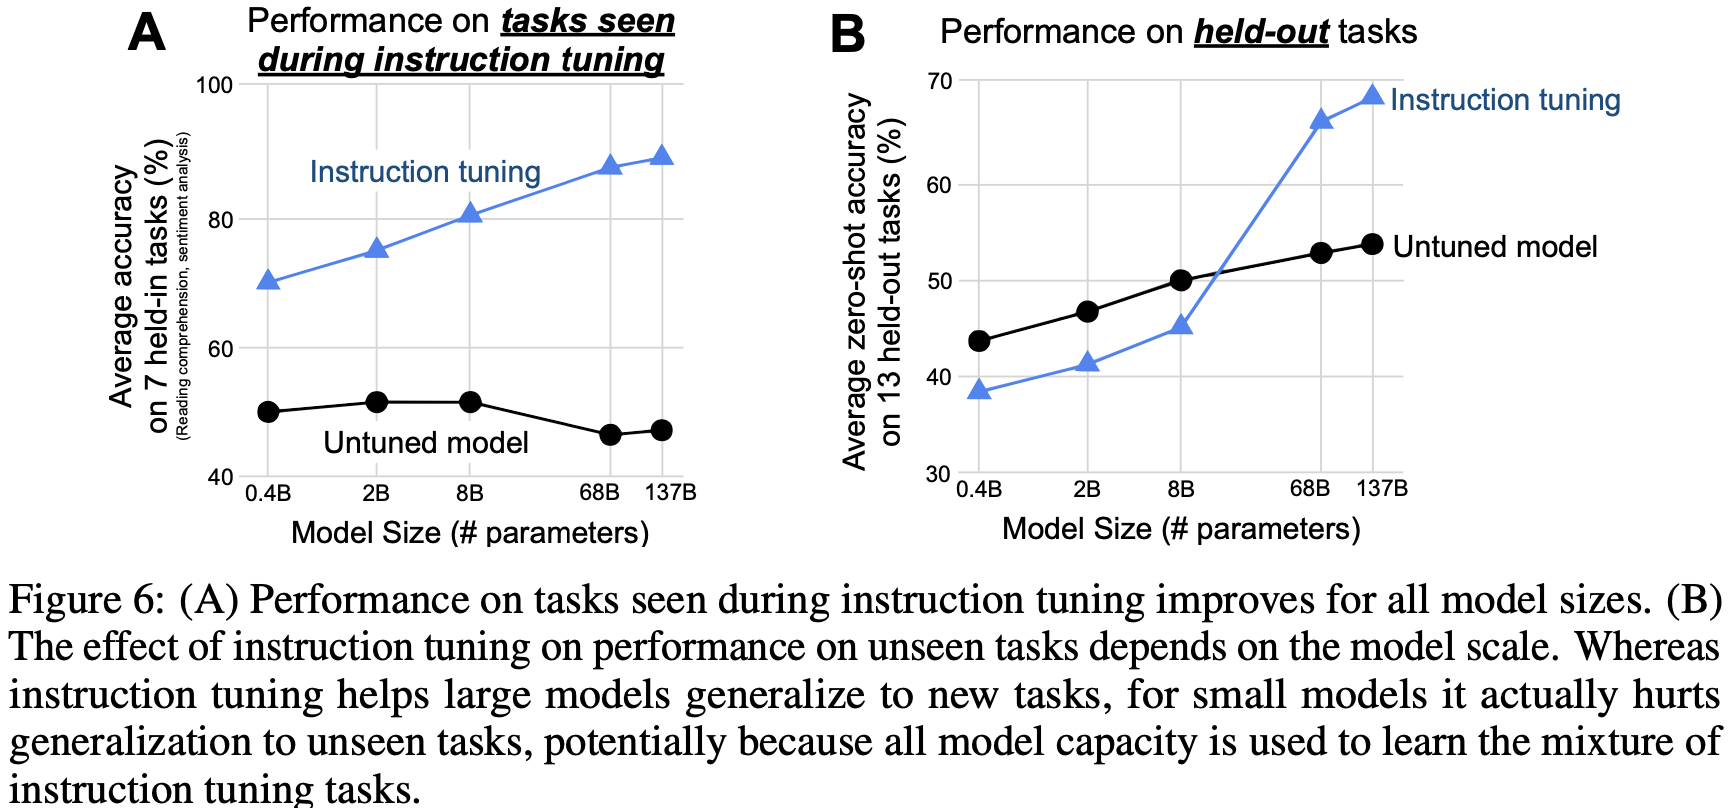 A
Performance on tasks seen
during instruction tuning
100
80
60
40
Average accuracy
on 7 held-in tasks (%)
(Reading comprehension, sentiment analysis)
Instruction tuning
Untuned model
0.4B 2B 8B 68B 137B
Model Size (# parameters)
B
Performance on held-out tasks
70
60
50
40
30
Average zero-shot accuracy
on 13 held-out tasks (%)
Instruction tuning
Untuned model
0.4B 2B 8B 68B 137B
Model Size (# parameters)
Figure 6: (A) Performance on tasks seen during instruction tuning improves for all model sizes. (B)
The effect of instruction tuning on performance on unseen tasks depends on the model scale. Whereas
instruction tuning helps large models generalize to new tasks, for small models it actually hurts
generalization to unseen tasks, potentially because all model capacity is used to learn the mixture of
instruction tuning tasks.